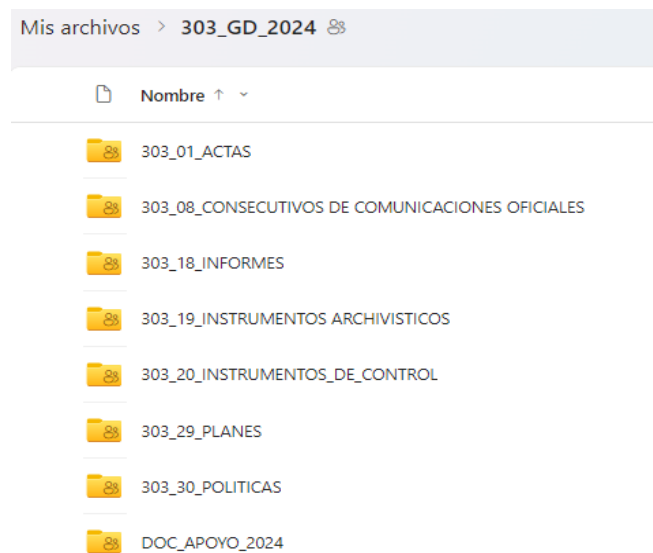 Mis archivos > 303_GD_2024
Nombre ↑
303_01_ACTAS
303_08_CONSECUTIVOS DE COMUNICACIONES OFICIALES
303_18_INFORMES
303_19_INSTRUMENTOS ARCHIVISTICOS
303_20_INSTRUMENTOS_DE_CONTROL
303_29_PLANES
303_30_POLITICAS
DOC_APOYO_2024